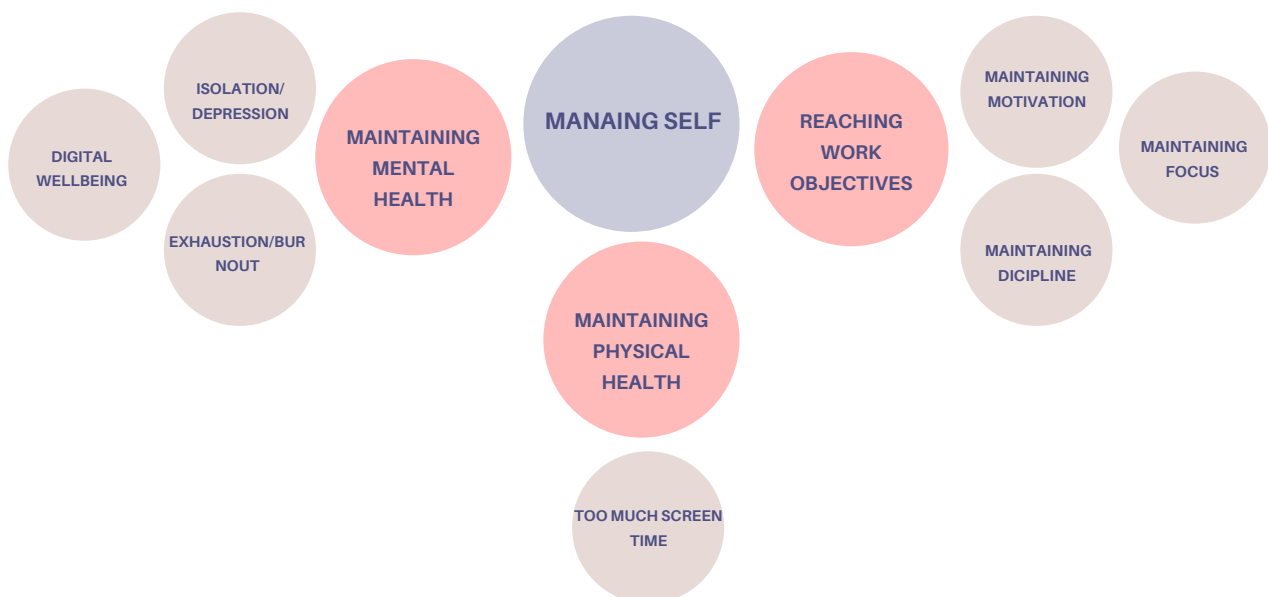 DIGITAL
WELLBEING
ISOLATION/
DEPRESSION
EXHAUSTION/BUR
NOUT
MAINTAINING
MENTAL
HEALTH
MANAING SELF
MAINTAINING
PHYSICAL
HEALTH
TOO MUCH SCREEN
TIME
REACHING
WORK
OBJECTIVES
MAINTAINING
MOTIVATION
MAINTAINING
DICIPLINE
MAINTAINING
FOCUS